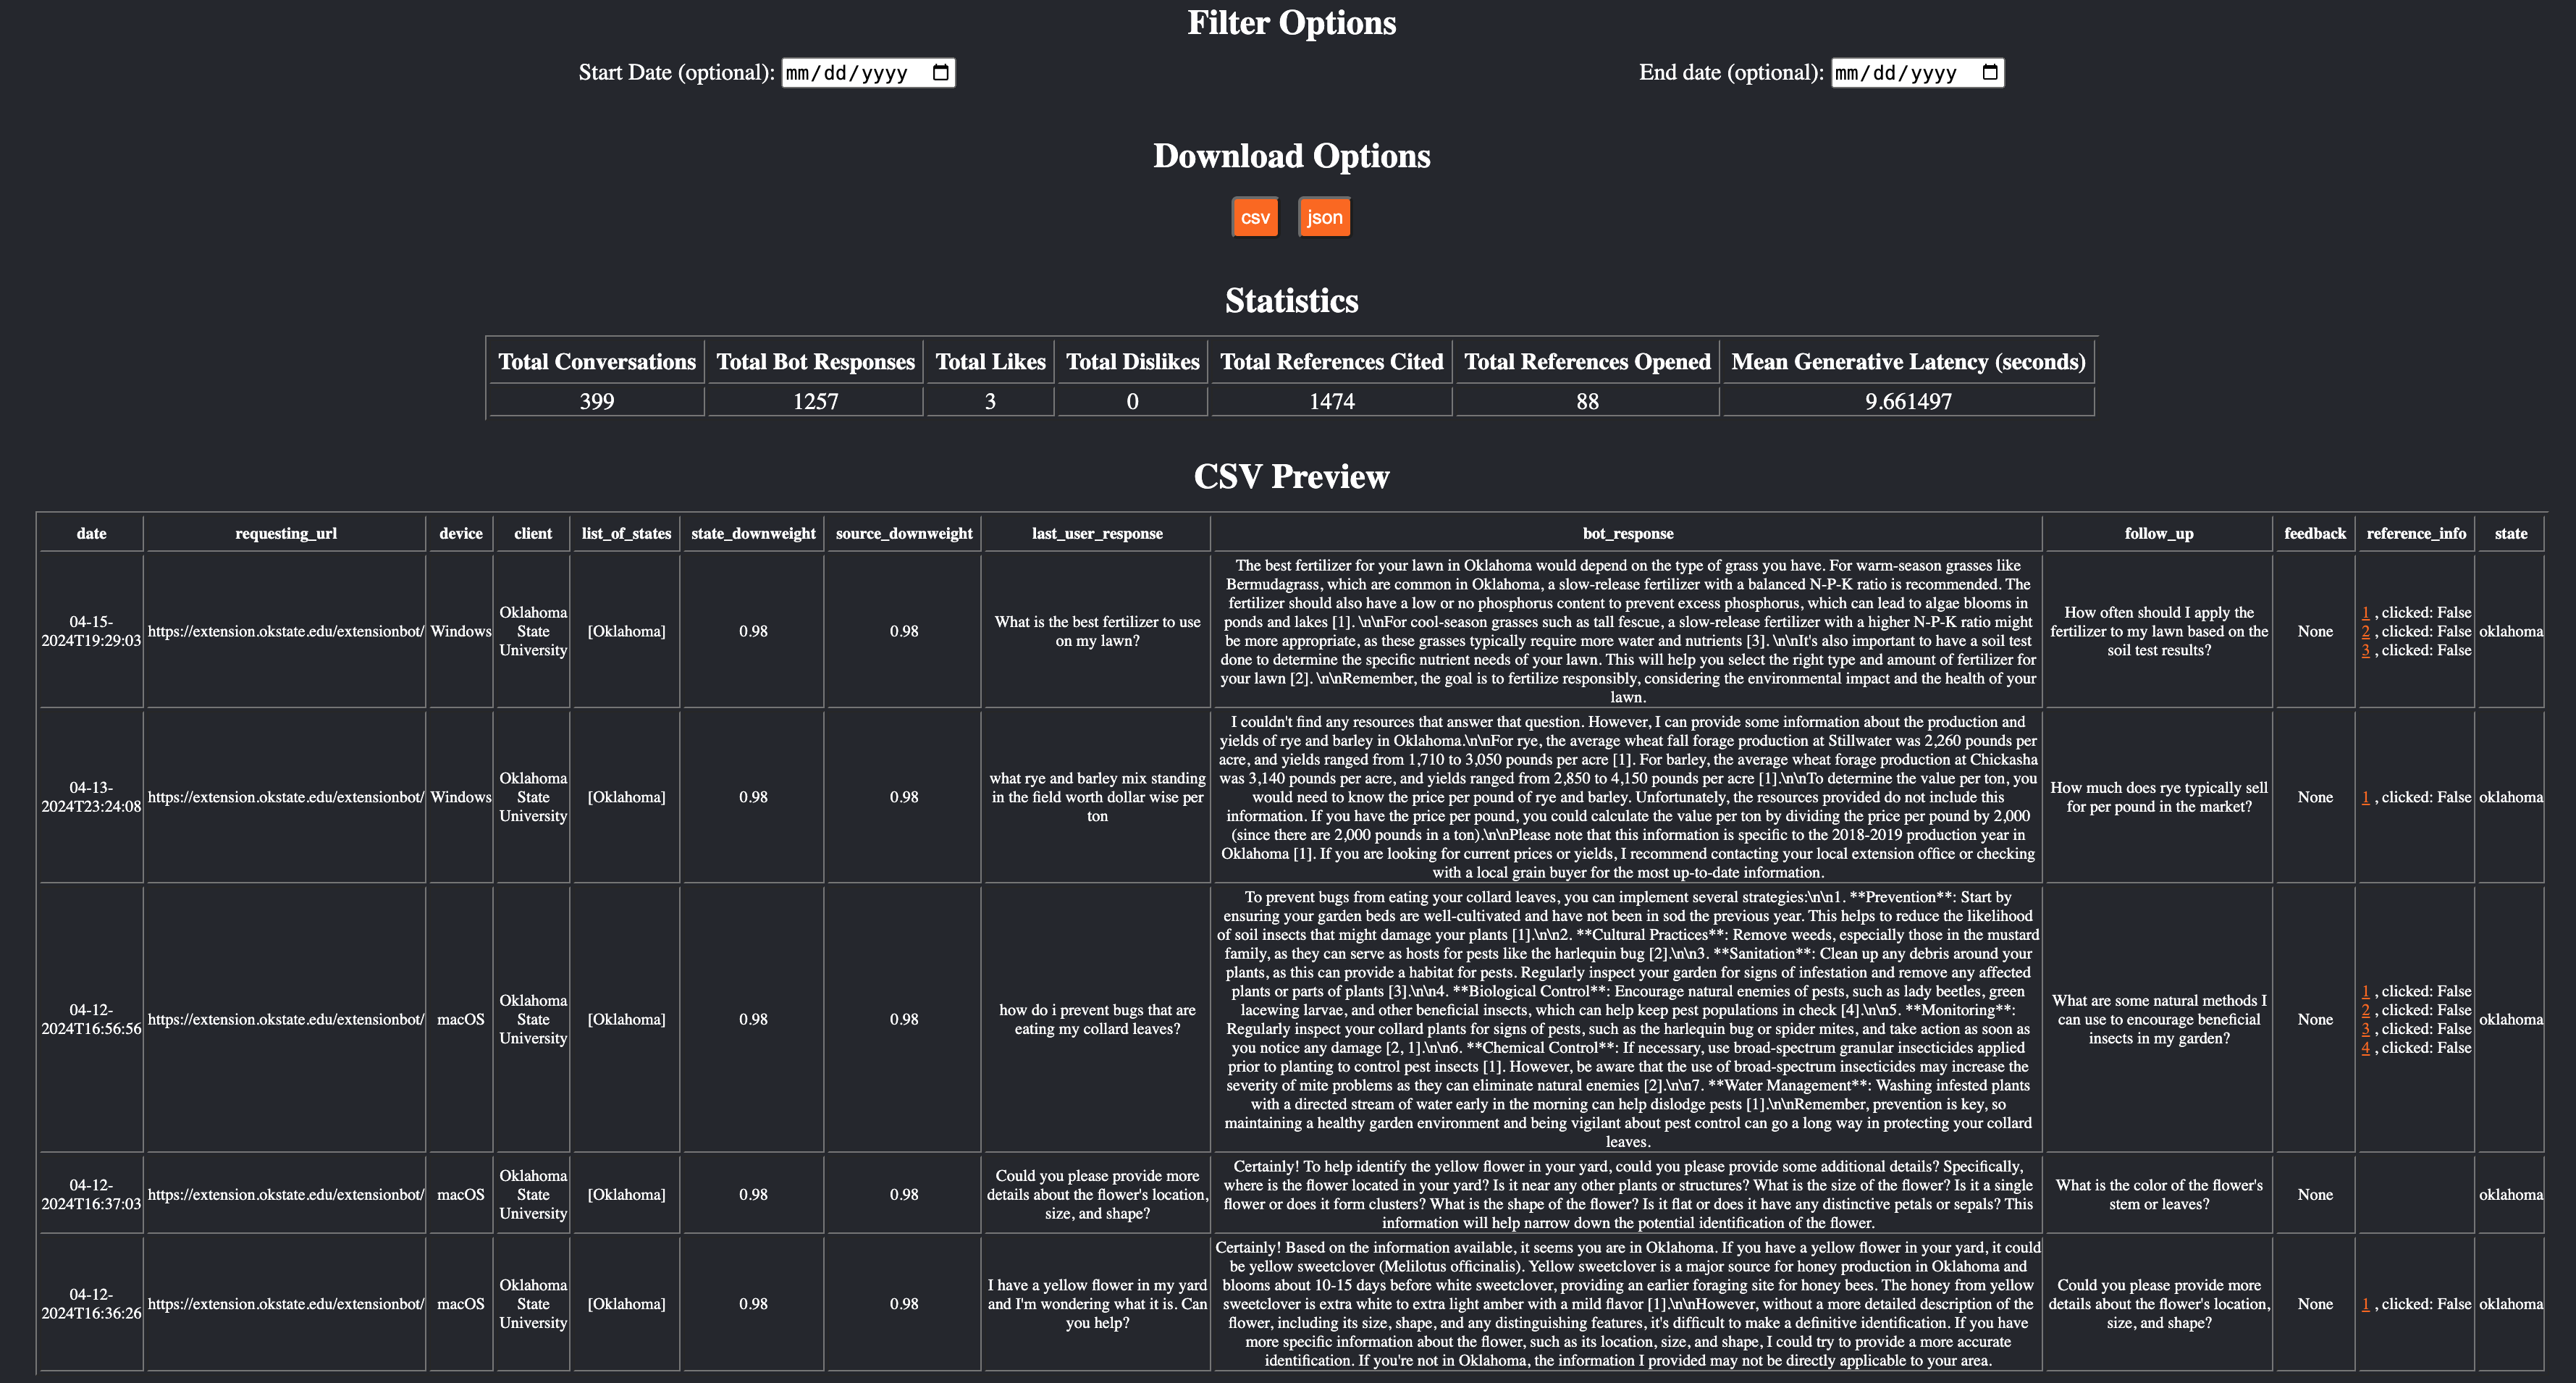 Filter Options
Start Date (optional): mm/dd/yyyy
End date (optional): mm/dd/yyyy
Download Options
csv json
Statistics
Total Conversations Total Bot Responses Total Likes Total Dislikes Total References Cited Total References Opened Mean Generative Latency (seconds)
399 1257 3 0 1474 88 9.661497
CSV Preview
date requesting_url device client list_of_states state_downweight source_downweight last_user_response bot_response follow_up feedback reference_info state
04-15-
2024T19:29:03
https://extension.okstate.edu/extensionbot/
Windows
Oklahoma
State
University
[Oklahoma]
0.98
0.98
What is the best fertilizer to use
on my lawn?
The best fertilizer for your lawn in Oklahoma would depend on the type of grass you have. For warm-season grasses like
Bermudagrass, which are common in Oklahoma, a slow-release fertilizer with a balanced N-P-K ratio is recommended. The
fertilizer should also have a low or no phosphorus content to prevent excess phosphorus, which can lead to algae blooms in
ponds and lakes [1]. \n\nFor cool-season grasses such as tall fescue, a slow-release fertilizer with a higher N-P-K ratio might
be more appropriate, as these grasses typically require more water and nutrients [3]. \n\nIt's also important to have a soil test
done to determine the specific nutrient needs of your lawn. This will help you select the right type and amount of fertilizer for
your lawn [2]. \n\nRemember, the goal is to fertilize responsibly, considering the environmental impact and the health of your
lawn.
How often should I apply the
fertilizer to my lawn based on the
soil test results?
None
1 , clicked: False
2 , clicked: False
3 , clicked: False
oklahoma
04-13-
2024T23:24:08
https://extension.okstate.edu/extensionbot/
Windows
Oklahoma
State
University
[Oklahoma]
0.98
0.98
what rye and barley mix standing
in the field worth dollar wise per
ton
I couldn't find any resources that answer that question. However, I can provide some information about the production and
yields of rye and barley in Oklahoma.\n\nFor rye, the average wheat fall forage production at Stillwater was 2,260 pounds per
acre, and yields ranged from 1,710 to 3,050 pounds per acre [1]. For barley, the average wheat forage production at Chickasha
was 3,140 pounds per acre, and yields ranged from 2,850 to 4,150 pounds per acre [1].\n\nTo determine the value per ton, you
would need to know the price per pound of rye and barley. Unfortunately, the resources provided do not include this
information. If you have the price per pound, you could calculate the value per ton by dividing the price per pound by 2,000
(since there are 2,000 pounds in a ton).\n\nPlease note that this information is specific to the 2018-2019 production year in
Oklahoma [1]. If you are looking for current prices or yields, I recommend contacting your local extension office or checking
with a local grain buyer for the most up-to-date information.
How much does rye typically sell
for per pound in the market?
None
1 , clicked: False
oklahoma
04-12-
2024T16:56:56
https://extension.okstate.edu/extensionbot/
macOS
Oklahoma
State
University
[Oklahoma]
0.98
0.98
how do i prevent bugs that are
eating my collard leaves?
To prevent bugs from eating your collard leaves, you can implement several strategies:\n\n1. **Prevention**: Start by
ensuring your garden beds are well-cultivated and have not been in sod the previous year. This helps to reduce the likelihood
of soil insects that might damage your plants [1].\n\n2. **Cultural Practices**: Remove weeds, especially those in the mustard
family, as they can serve as hosts for pests like the harlequin bug [2].\n\n3. **Sanitation**: Clean up any debris around your
plants, as this can provide a habitat for pests. Regularly inspect your garden for signs of infestation and remove any affected
plants or parts of plants [3].\n\n4. **Biological Control**: Encourage natural enemies of pests, such as lady beetles, green
lacewing larvae, and other beneficial insects, which can help keep pest populations in check [4].\n\n5. **Monitoring**:
Regularly inspect your collard plants for signs of pests, such as the harlequin bug or spider mites, and take action as soon as
you notice any damage [2, 1].\n\n6. **Chemical Control**: If necessary, use broad-spectrum granular insecticides applied
prior to planting to control pest insects [1]. However, be aware that the use of broad-spectrum insecticides may increase the
severity of mite problems as they can eliminate natural enemies [2].\n\n7. **Water Management**: Washing infested plants
with a directed stream of water early in the morning can help dislodge pests [1].\n\nRemember, prevention is key, so
maintaining a healthy garden environment and being vigilant about pest control can go a long way in protecting your collard
leaves.
What are some natural methods I
can use to encourage beneficial
insects in my garden?
None
1 , clicked: False
2 , clicked: False
3 , clicked: False
4 , clicked: False
oklahoma
04-12-
2024T16:37:03
https://extension.okstate.edu/extensionbot/
macOS
Oklahoma
State
University
[Oklahoma]
0.98
0.98
Could you please provide more
details about the flower's location,
size, and shape?
Certainly! To help identify the yellow flower in your yard, could you please provide some additional details? Specifically,
where is the flower located in your yard? Is it near any other plants or structures? What is the size of the flower? Is it a single
flower or does it form clusters? What is the shape of the flower? Is it flat or does it have any distinctive petals or sepals? This
information will help narrow down the potential identification of the flower.
What is the color of the flower's
stem or leaves?
None
oklahoma
04-12-
2024T16:36:26
https://extension.okstate.edu/extensionbot/
macOS
Oklahoma
State
University
[Oklahoma]
0.98
0.98
I have a yellow flower in my yard
and I'm wondering what it is. Can
you help?
Certainly! Based on the information available, it seems you are in Oklahoma. If you have a yellow flower in your yard, it could
be yellow sweetclover (Melilotus officinalis). Yellow sweetclover is a major source for honey production in Oklahoma and
blooms about 10-15 days before white sweetclover, providing an earlier foraging site for honey bees. The honey from yellow
sweetclover is extra white to extra light amber with a mild flavor [1].\n\nHowever, without a more detailed description of the
flower, including its size, shape, and any distinguishing features, it's difficult to make a definitive identification. If you have
more specific information about the flower, such as its location, size, and shape, I could try to provide a more accurate
identification. If you're not in Oklahoma, the information I provided may not be directly applicable to your area.
Could you please provide more
details about the flower's location,
size, and shape?
None
1 , clicked: False
oklahoma